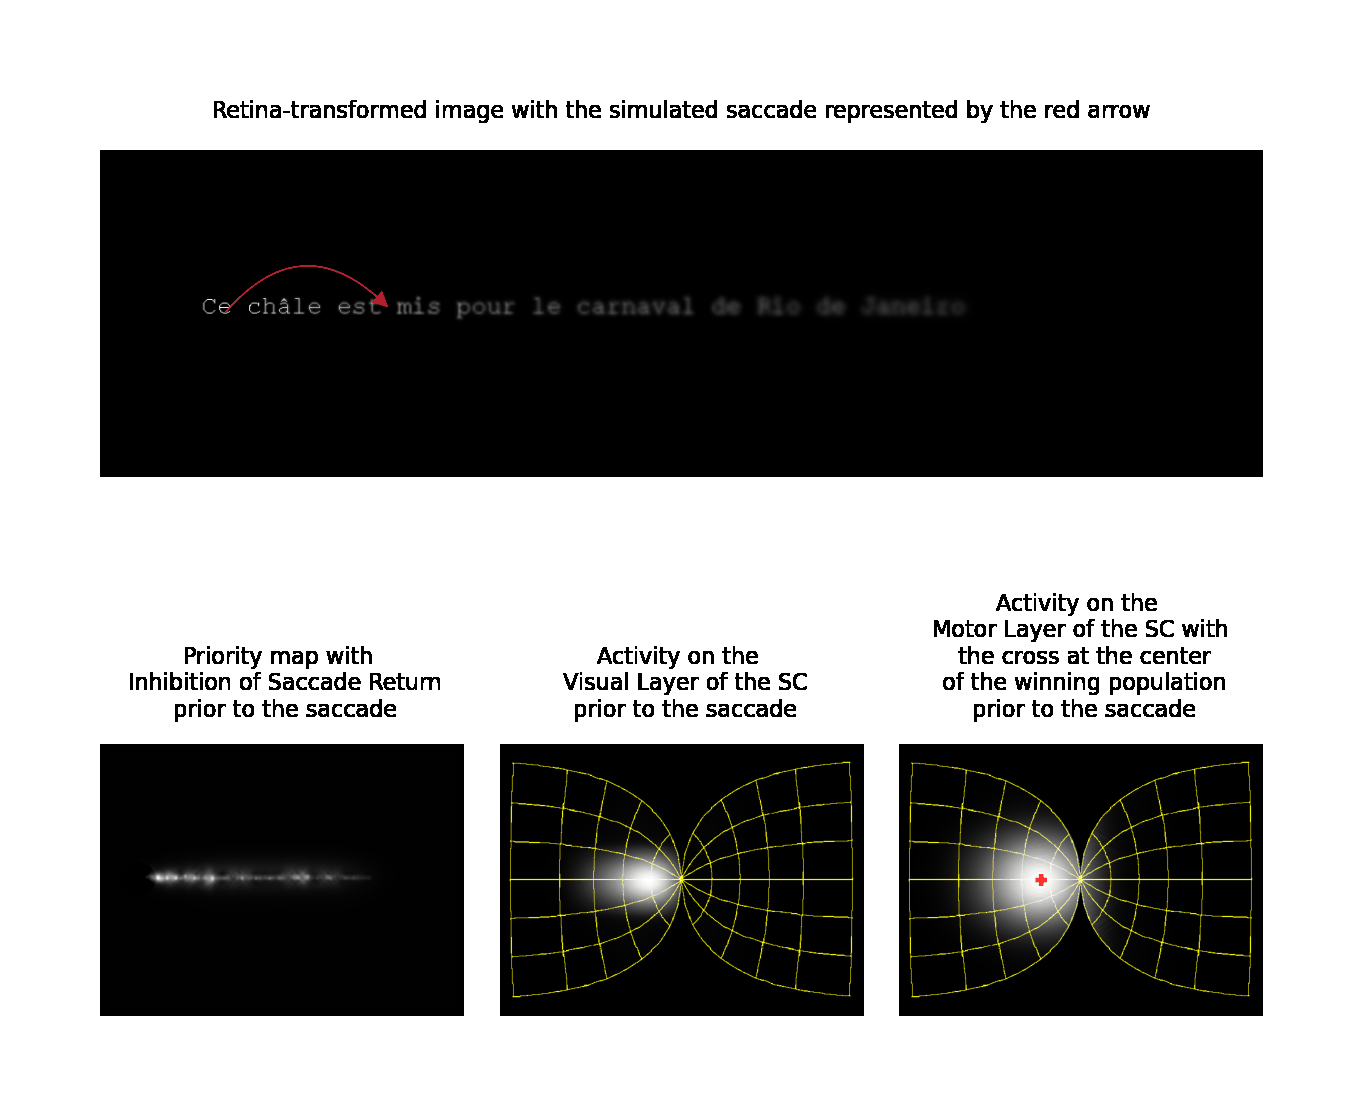 Retina-transformed image with the simulated saccade represented by the red arrow
Ce châle est mis pour le carnaval de Rio de Janeiro
Priority map with
Inhibition of Saccade Return
prior to the saccade
Activity on the
Visual Layer of the SC
prior to the saccade
Activity on the
Motor Layer of the SC with
the cross at the center
of the winning population
prior to the saccade